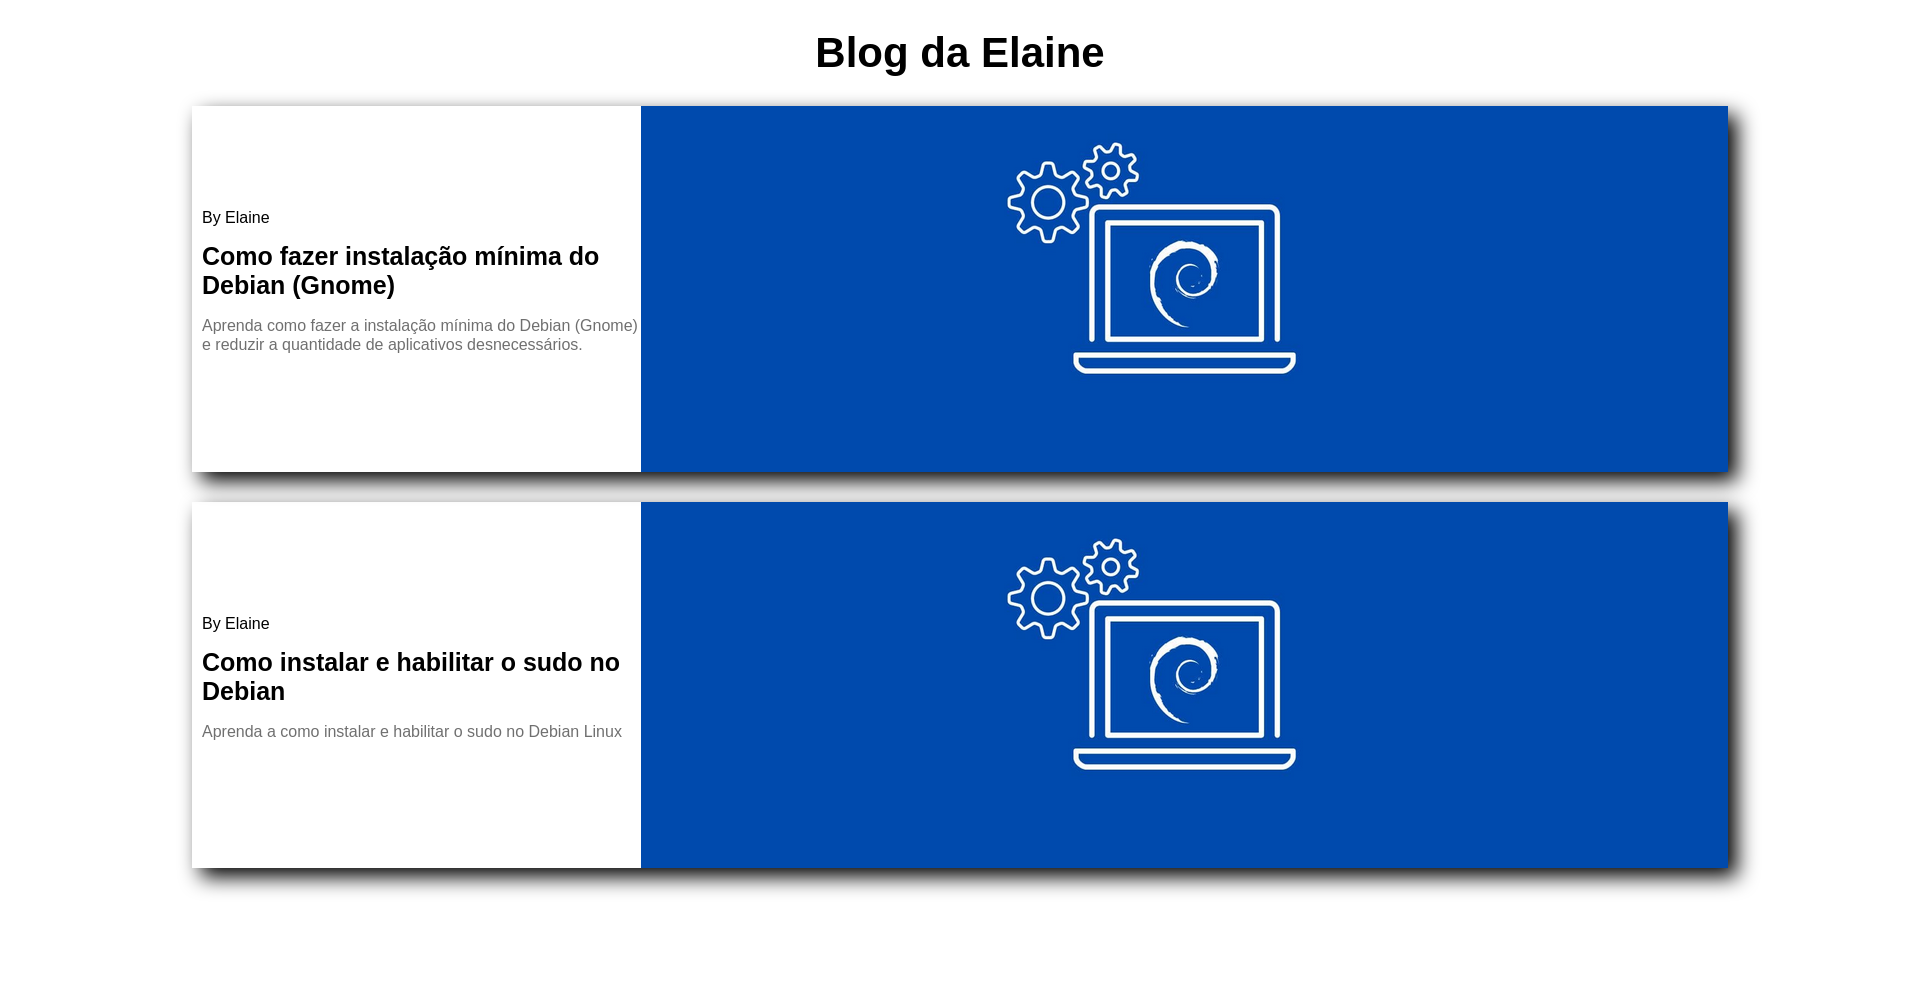 Blog da Elaine
By Elaine
Como fazer instalação mínima do
Debian (Gnome)
Aprenda como fazer a instalação mínima do Debian (Gnome)
e reduzir a quantidade de aplicativos desnecessários.
By Elaine
Como instalar e habilitar o sudo no
Debian
Aprenda a como instalar e habilitar o sudo no Debian Linux